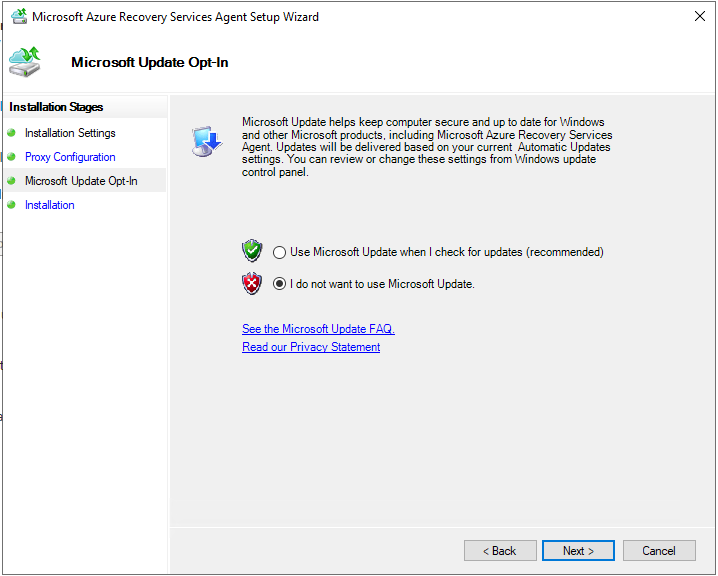 Microsoft Azure Recovery Services Agent Setup Wizard
Microsoft Update Opt-In
Installation Stages
Installation Settings
Proxy Configuration
Microsoft Update Opt-In
Installation
Microsoft Update helps keep computer secure and up to date for Windows
and other Microsoft products, including Microsoft Azure Recovery Services
Agent. Updates will be delivered based on your current Automatic Updates
settings. You can review or change these settings from Windows update
control panel.
Use Microsoft Update when I check for updates (recommended)
I do not want to use Microsoft Update.
See the Microsoft Update FAQ.
Read our Privacy Statement
< Back
Next >
Cancel